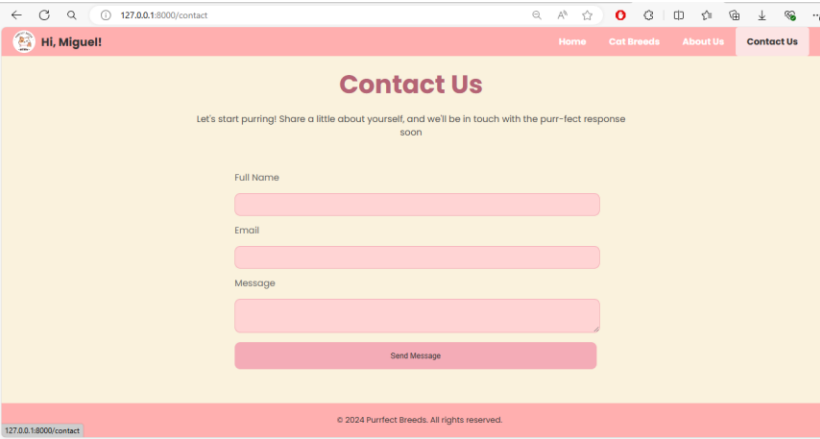 127.0.0.1:8000/contact
Hi, Miguel!
Home
Cat Breeds
About Us
Contact Us
Contact Us
Let's start purring! Share a little about yourself, and we'll be in touch with the purr-fect response
soon
Full Name
Email
Message
Send Message
© 2024 Purrfect Breeds. All rights reserved.
127.0.0.1:8000/contact